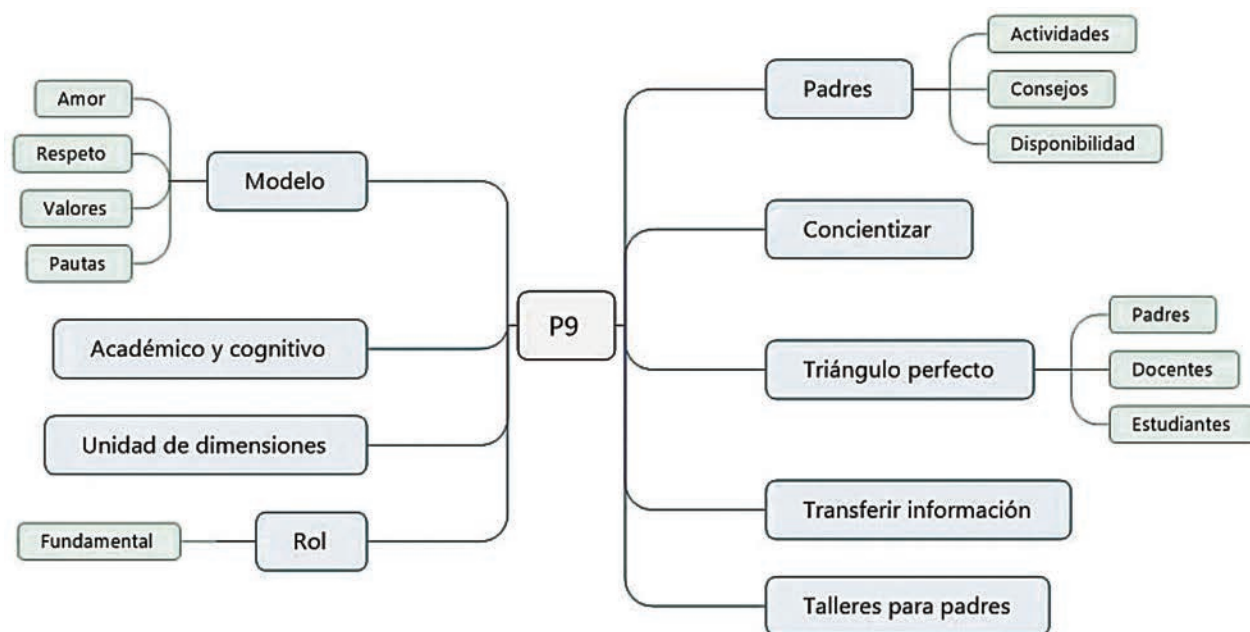 Amor
Respeto
Valores
Pautas
Modelo
Académico y cognitivo
Unidad de dimensiones
Fundamental
Rol
P9
Padres
Actividades
Consejos
Disponibilidad
Concientizar
Triángulo perfecto
Padres
Docentes
Estudiantes
Transferir información
Talleres para padres